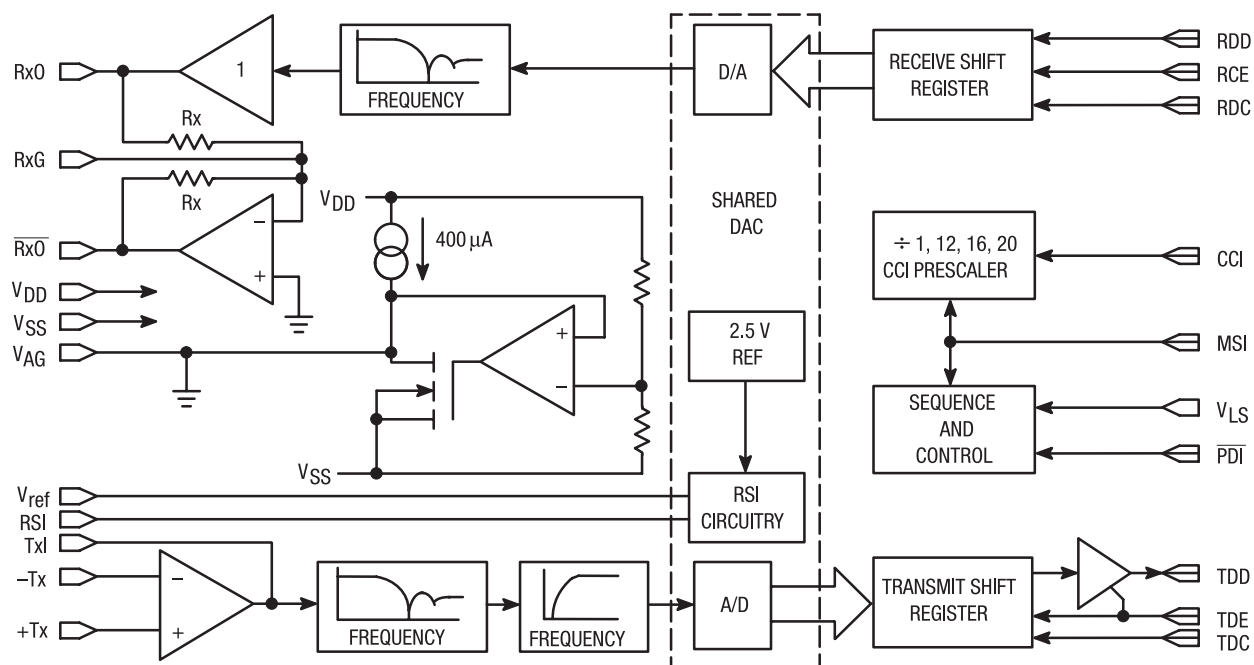 RxO
1
FREQUENCY
D/A
RECEIVE SHIFT
REGISTER
RDD
RCE
RDC
Rx
RxG
Rx
R̅x̅O̅
–
+
VDD
VSS
VAG
VDD
400 µA
+
–
VSS
SHARED
DAC
2.5 V
REF
RSI
CIRCUITRY
÷ 1, 12, 16, 20
CCI PRESCALER
CCI
MSI
SEQUENCE
AND
CONTROL
VLS
P̅D̅I̅
Vref
RSI
TxI
–Tx
+Tx
–
+
FREQUENCY
FREQUENCY
A/D
TRANSMIT SHIFT
REGISTER
TDD
TDE
TDC